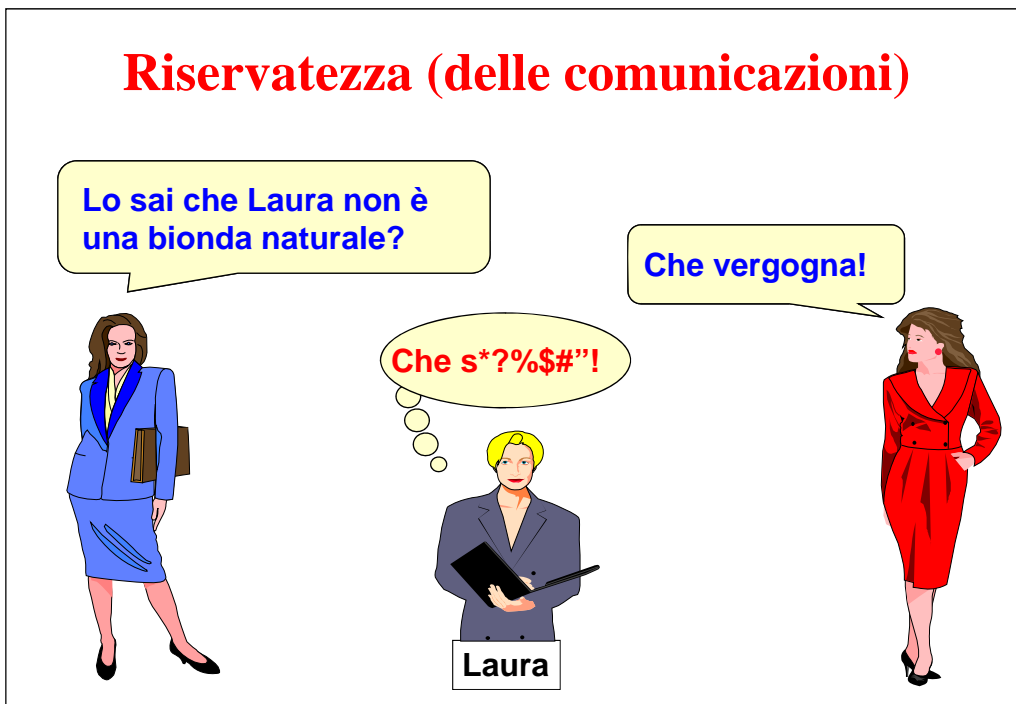 Riservatezza (delle comunicazioni)
Lo sai che Laura non è
una bionda naturale?
Che vergogna!
Che s*?%$#”!
Laura